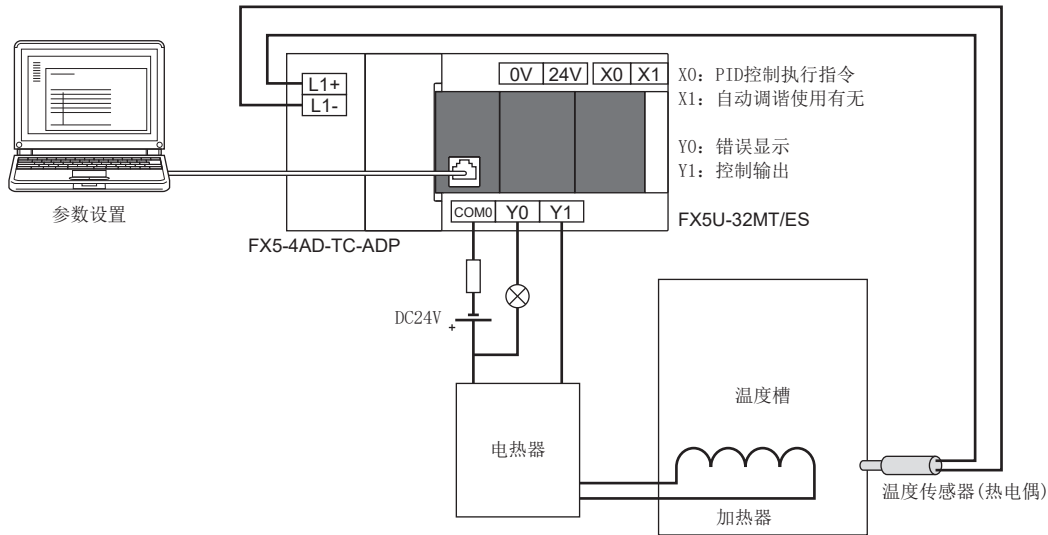 L1+
L1-
0V 24V X0 X1
X0：PID控制执行指令
X1：自动调谐使用有无
Y0：错误显示
Y1：控制输出
参数设置
COM0 Y0 Y1
FX5U-32MT/ES
FX5-4AD-TC-ADP
DC24V
+
温度槽
电热器
温度传感器(热电偶)
加热器